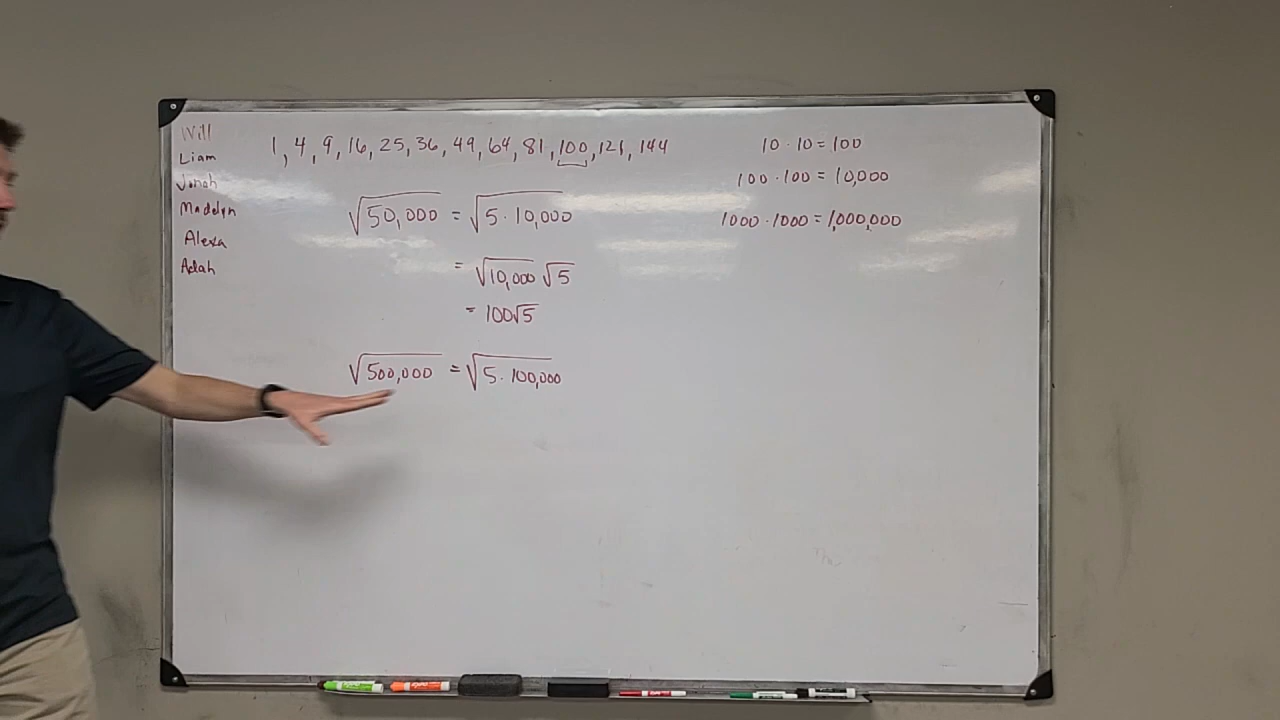 Will
Liam
Jonah
Madelyn
Alexa
Adah
1, 4, 9, 16, 25, 36, 49, 64, 81, 100, 121, 144
√50,000 = √5 · 10,000
= √10,000 √5
= 100√5
√500,000 = √5 · 100,000
10 · 10 = 100
100 · 100 = 10,000
1000 · 1000 = 1,000,000